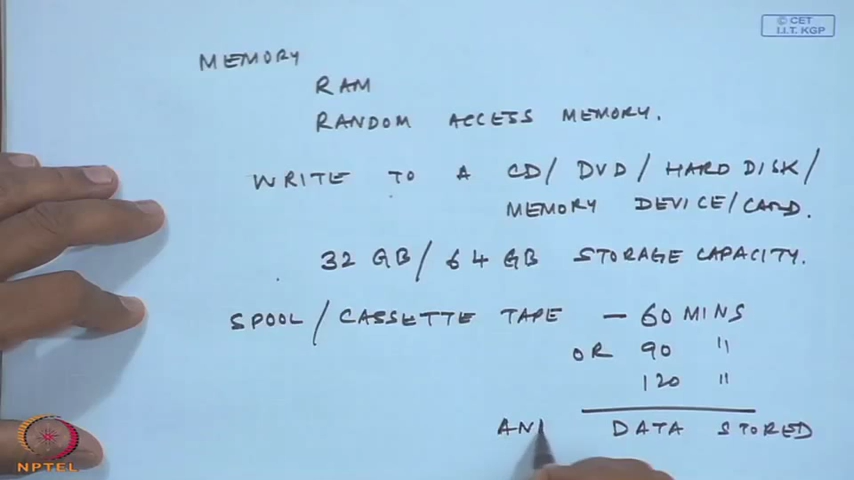 © CET
I.I.T. KGP
MEMORY
RAM
RANDOM ACCESS MEMORY.
WRITE TO A CD/ DVD/ HARD DISK/
MEMORY DEVICE/CARD.
32 GB/ 64 GB STORAGE CAPACITY.
SPOOL/CASSETTE TAPE – 60 MINS
OR 90 "
120 "
AN DATA STORED
NPTEL